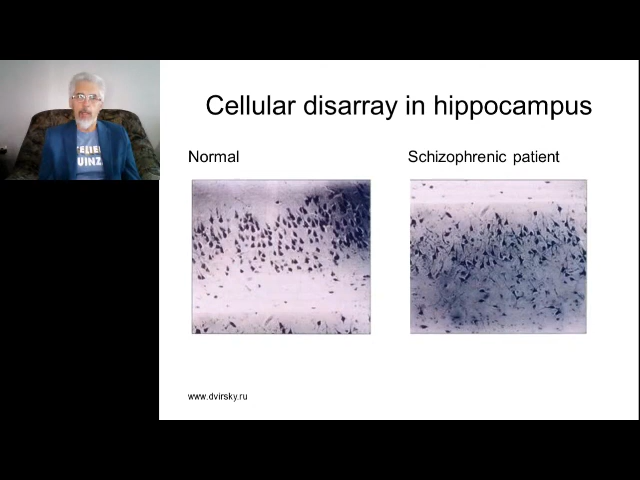 Cellular disarray in hippocampus
Normal
Schizophrenic patient
www.dvirsky.ru